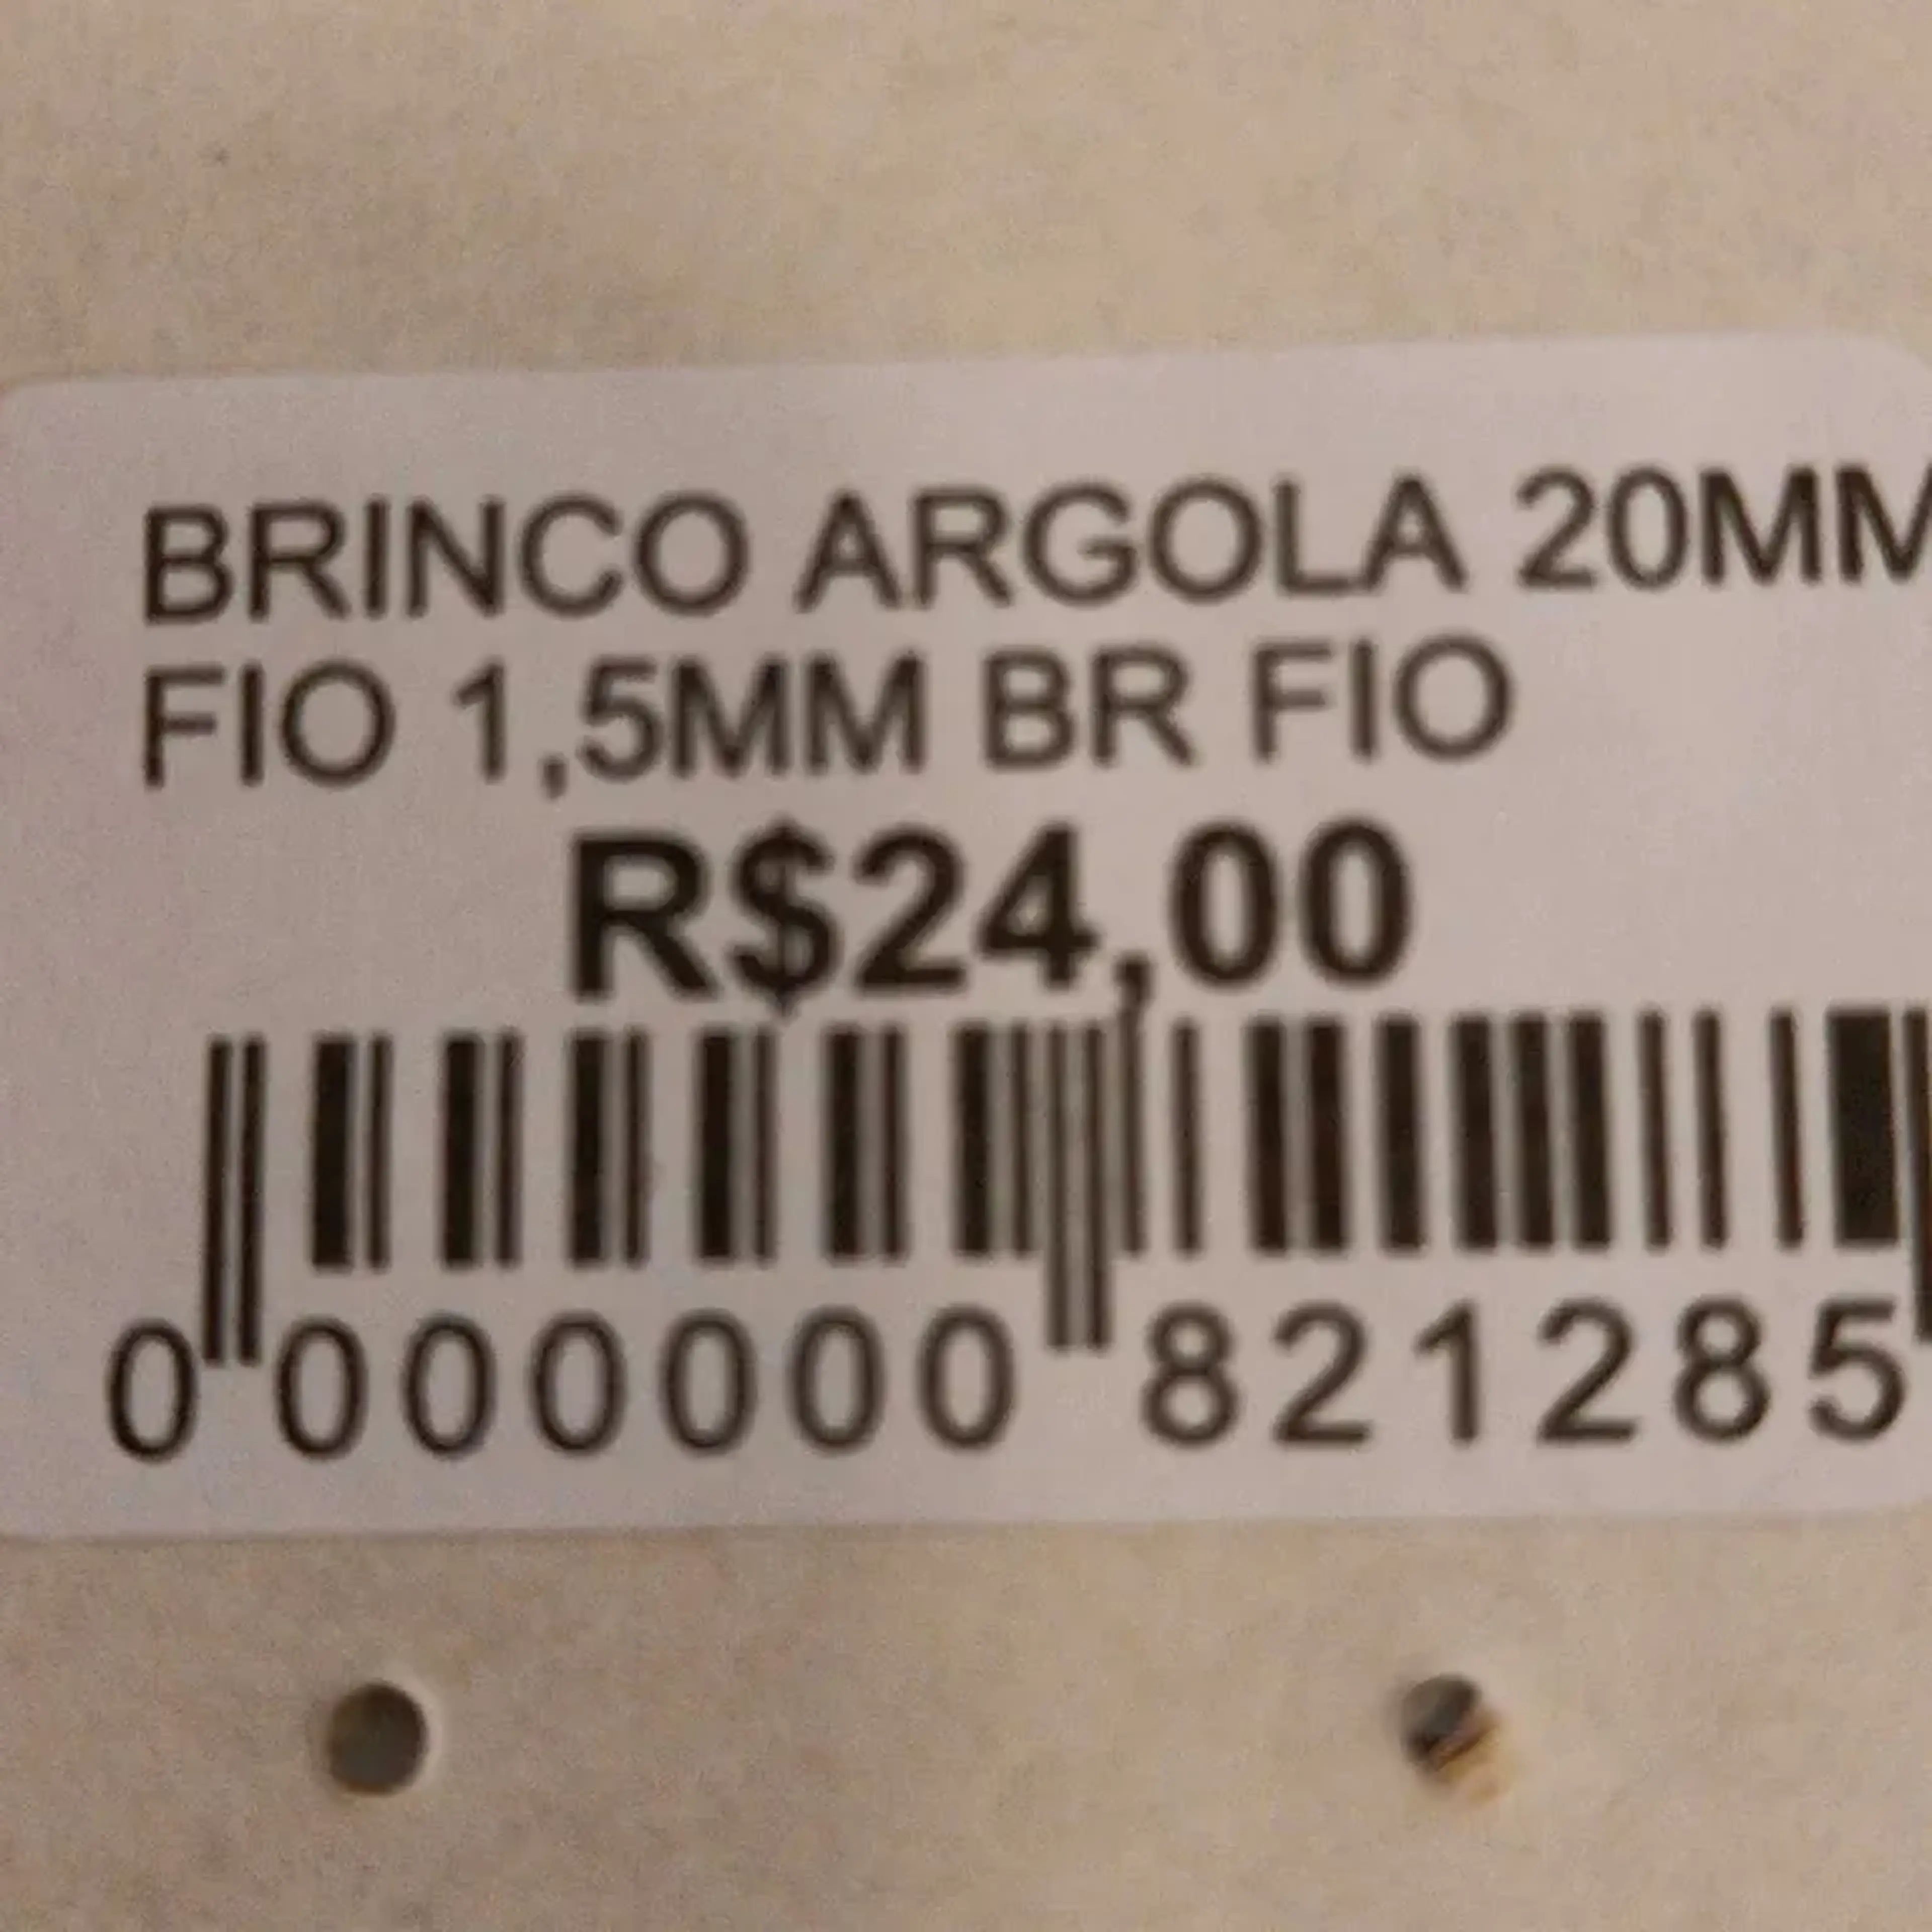 BRINCO ARGOLA 20MM
FIO 1,5MM BR FIO
R$24,00
0 000000 821285